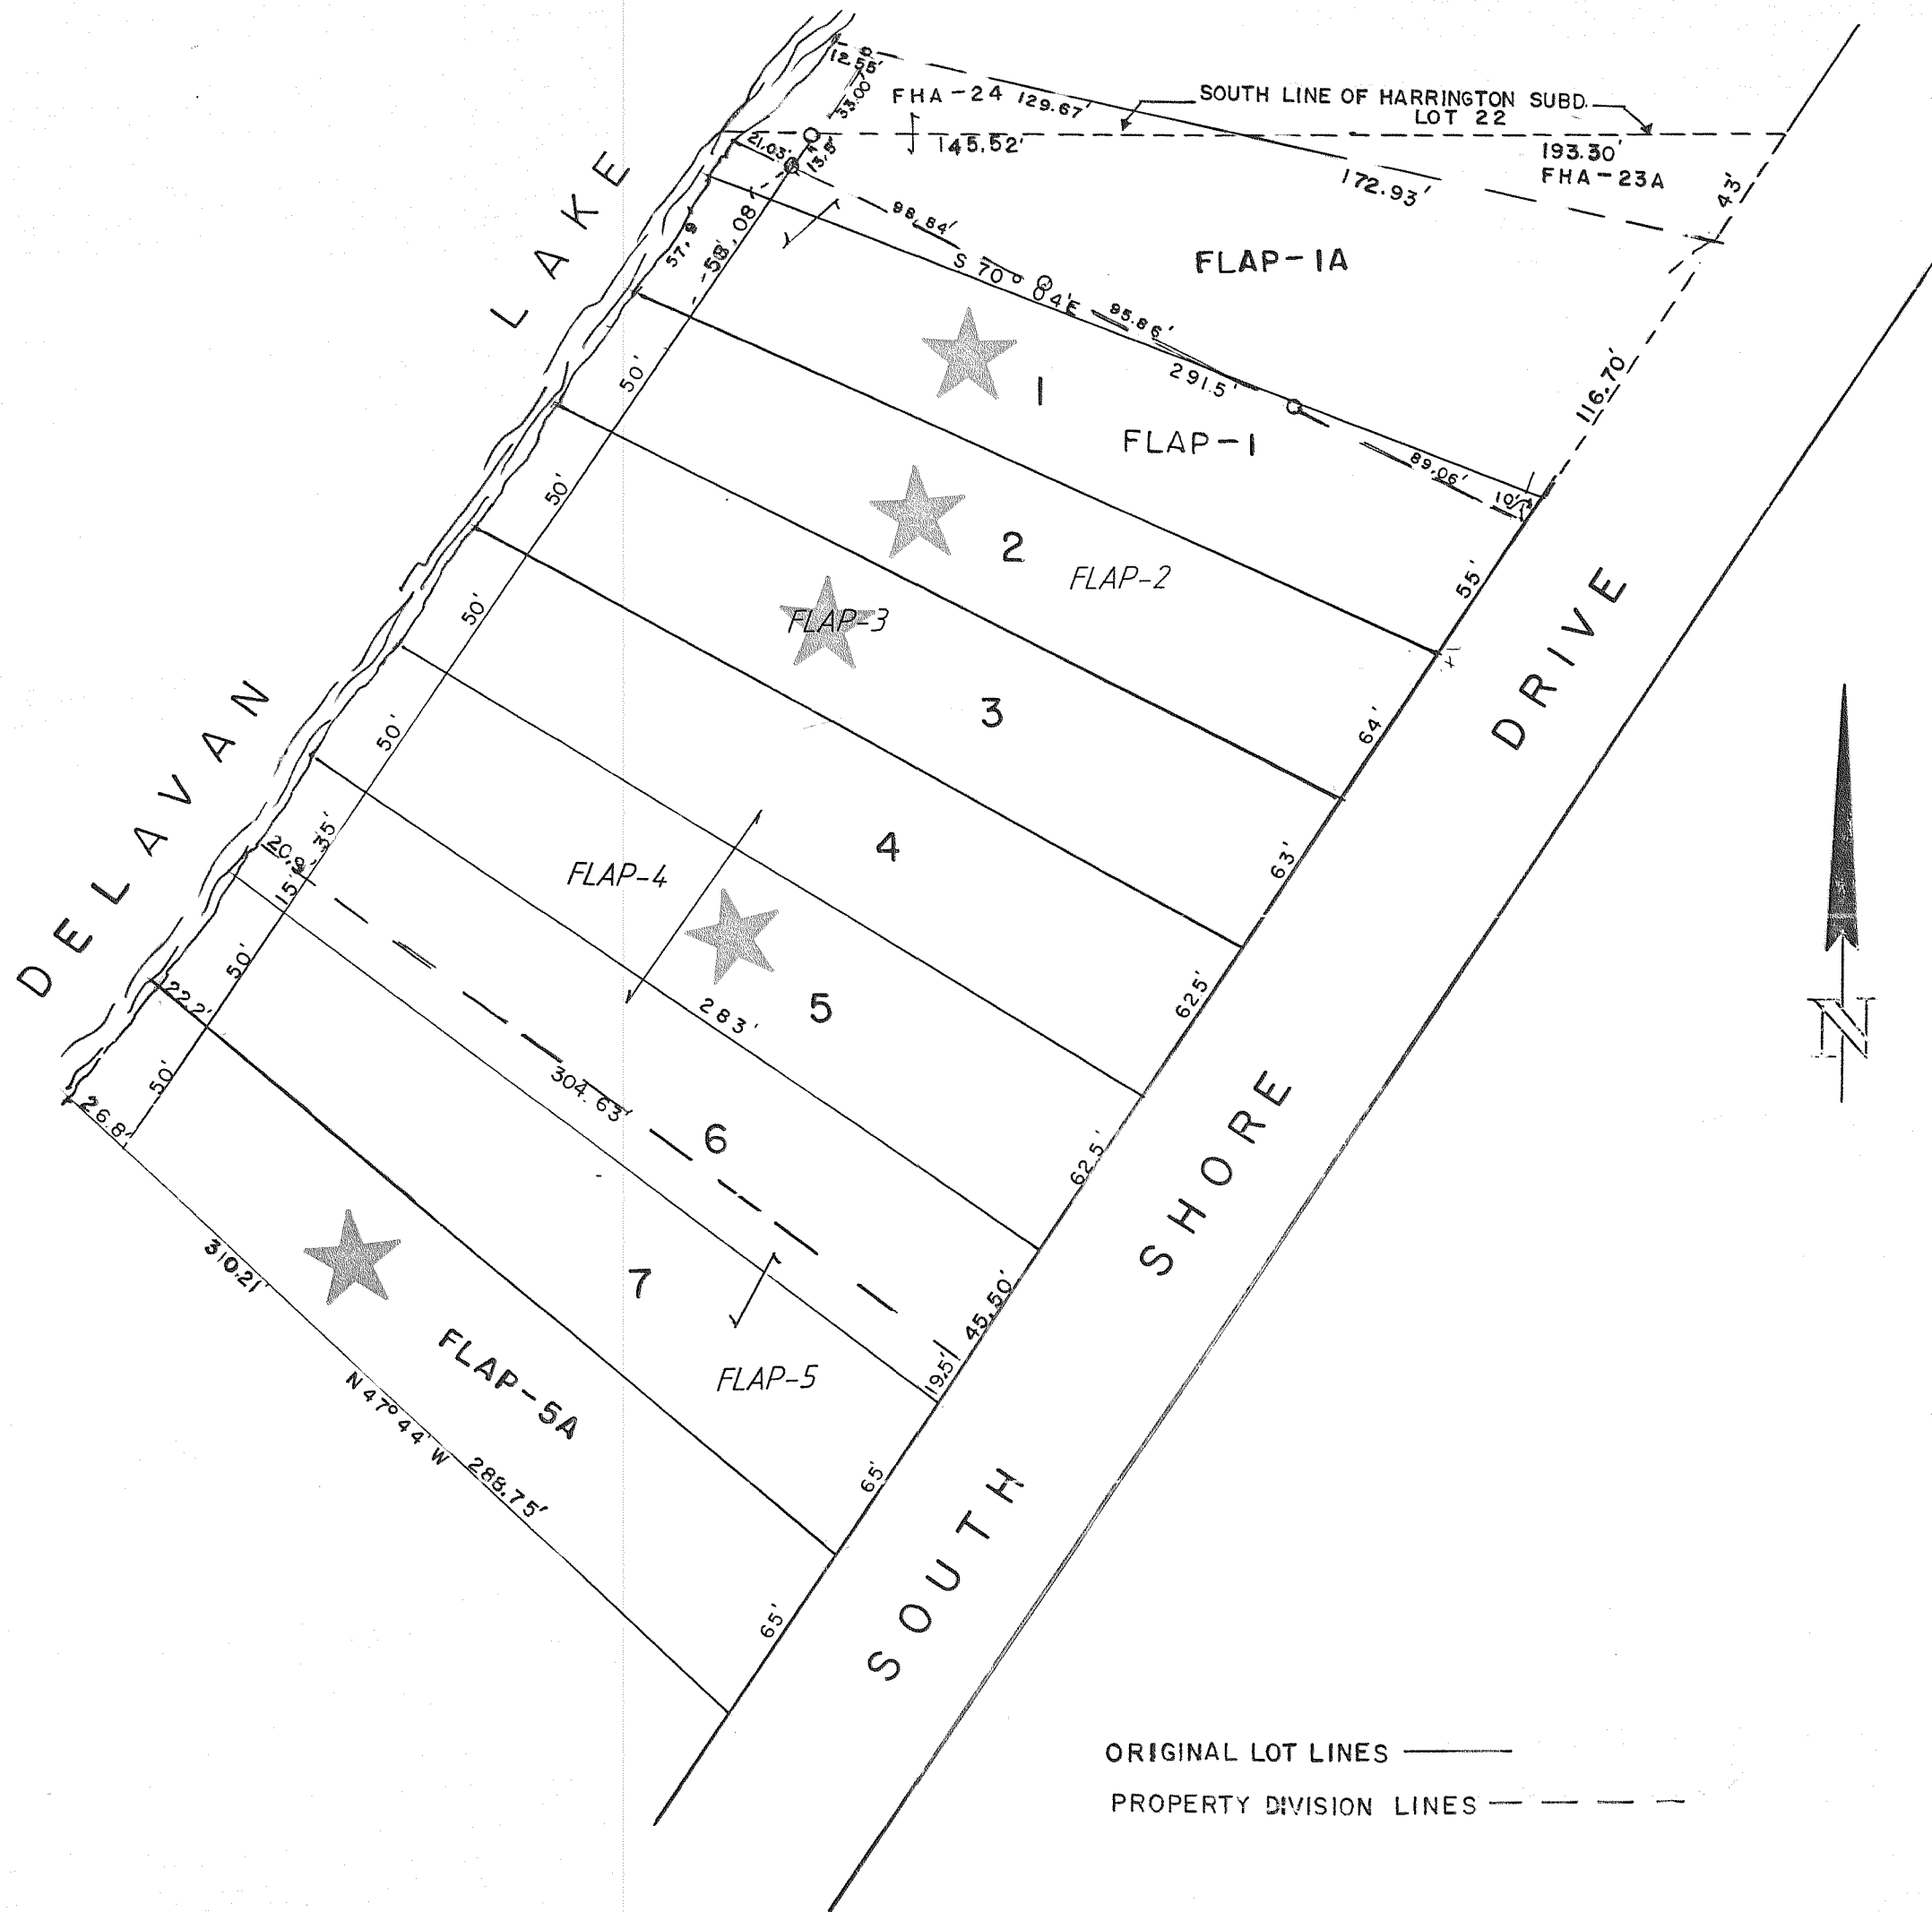 12.55'
53.00'
FHA-24 129.67'
SOUTH LINE OF HARRINGTON SUBD.
LOT 22
21.03'
13.5'
145.52'
193.30'
FHA-23A
172.93'
43'
98.84'
57.9'
58.08'
S 70° 04' E
95.86'
FLAP-1A
291.5'
116.70'
1
FLAP-1
89.06'
10'
50'
2
FLAP-2
55'
50'
FLAP-3
3
64'
50'
4
63'
50'
FLAP-4
5
62.5'
283'
20.9'
35'
15'
304.63'
6
62.5'
50'
22.2'
7
45.50'
19.5'
FLAP-5
50'
26.8'
65'
310.21'
FLAP-5A
N 47° 44' W 288.75'
65'
DELAVAN LAKE
SOUTH SHORE DRIVE
N
ORIGINAL LOT LINES
PROPERTY DIVISION LINES